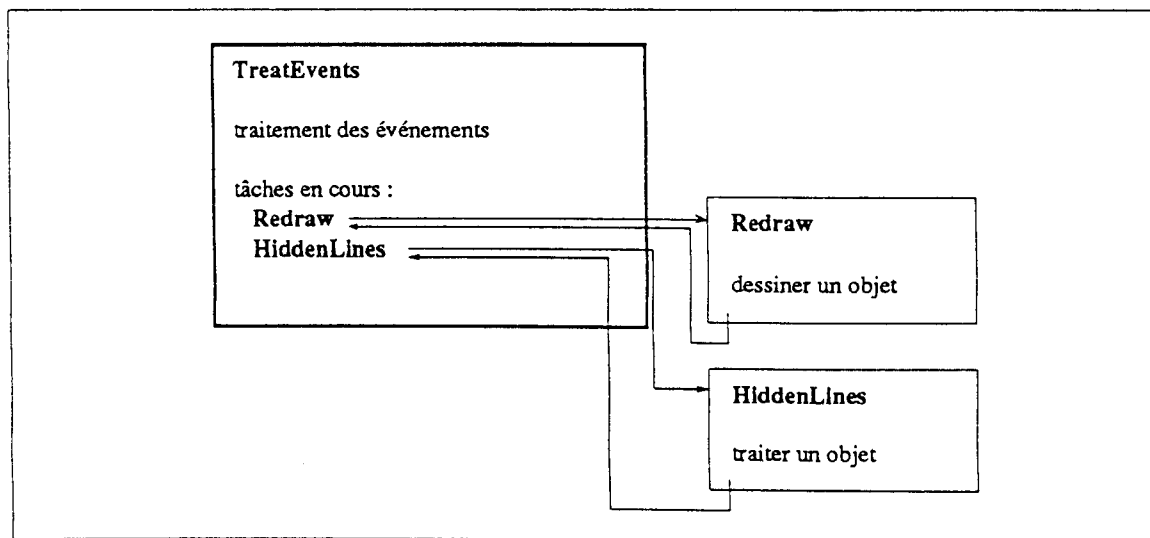 TreatEvents
traitement des événements
tâches en cours :
Redraw
HiddenLines
Redraw
dessiner un objet
HiddenLines
traiter un objet